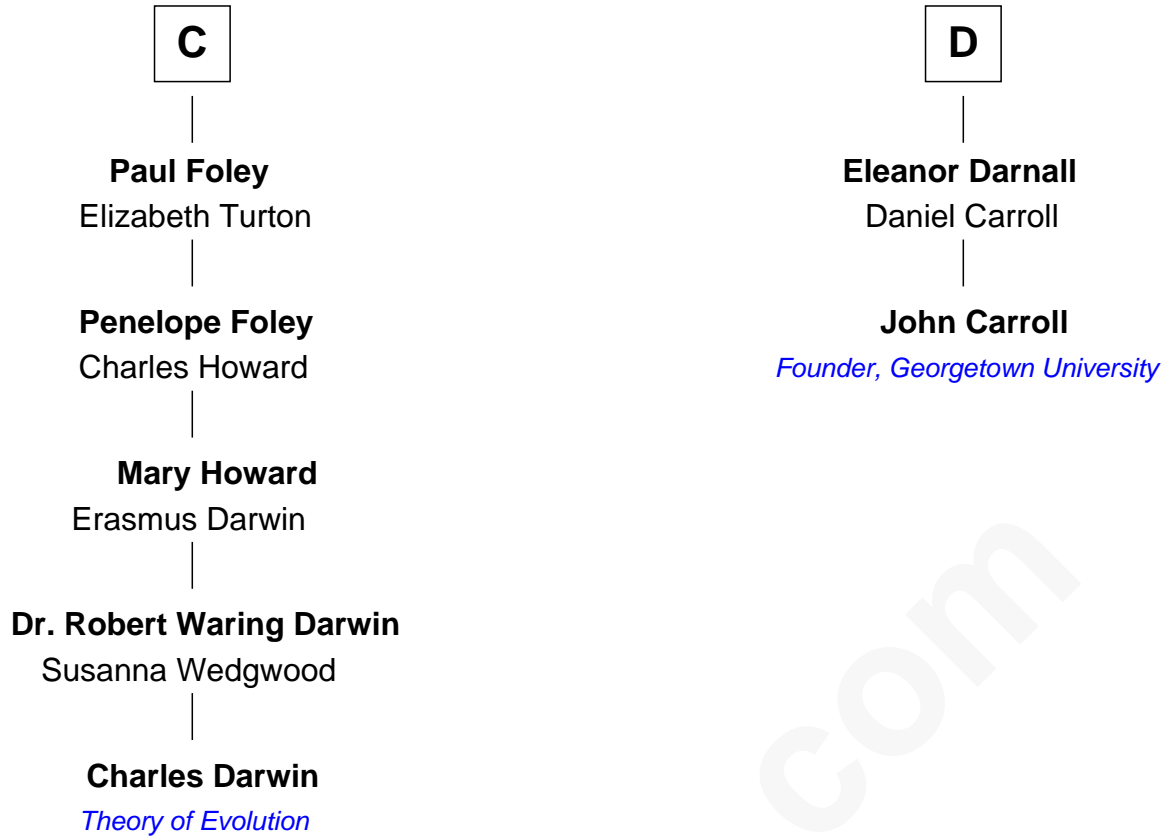 C
Paul Foley
Elizabeth Turton
Penelope Foley
Charles Howard
Mary Howard
Erasmus Darwin
Dr. Robert Waring Darwin
Susanna Wedgwood
Charles Darwin
Theory of Evolution
D
Eleanor Darnall
Daniel Carroll
John Carroll
Founder, Georgetown University
com